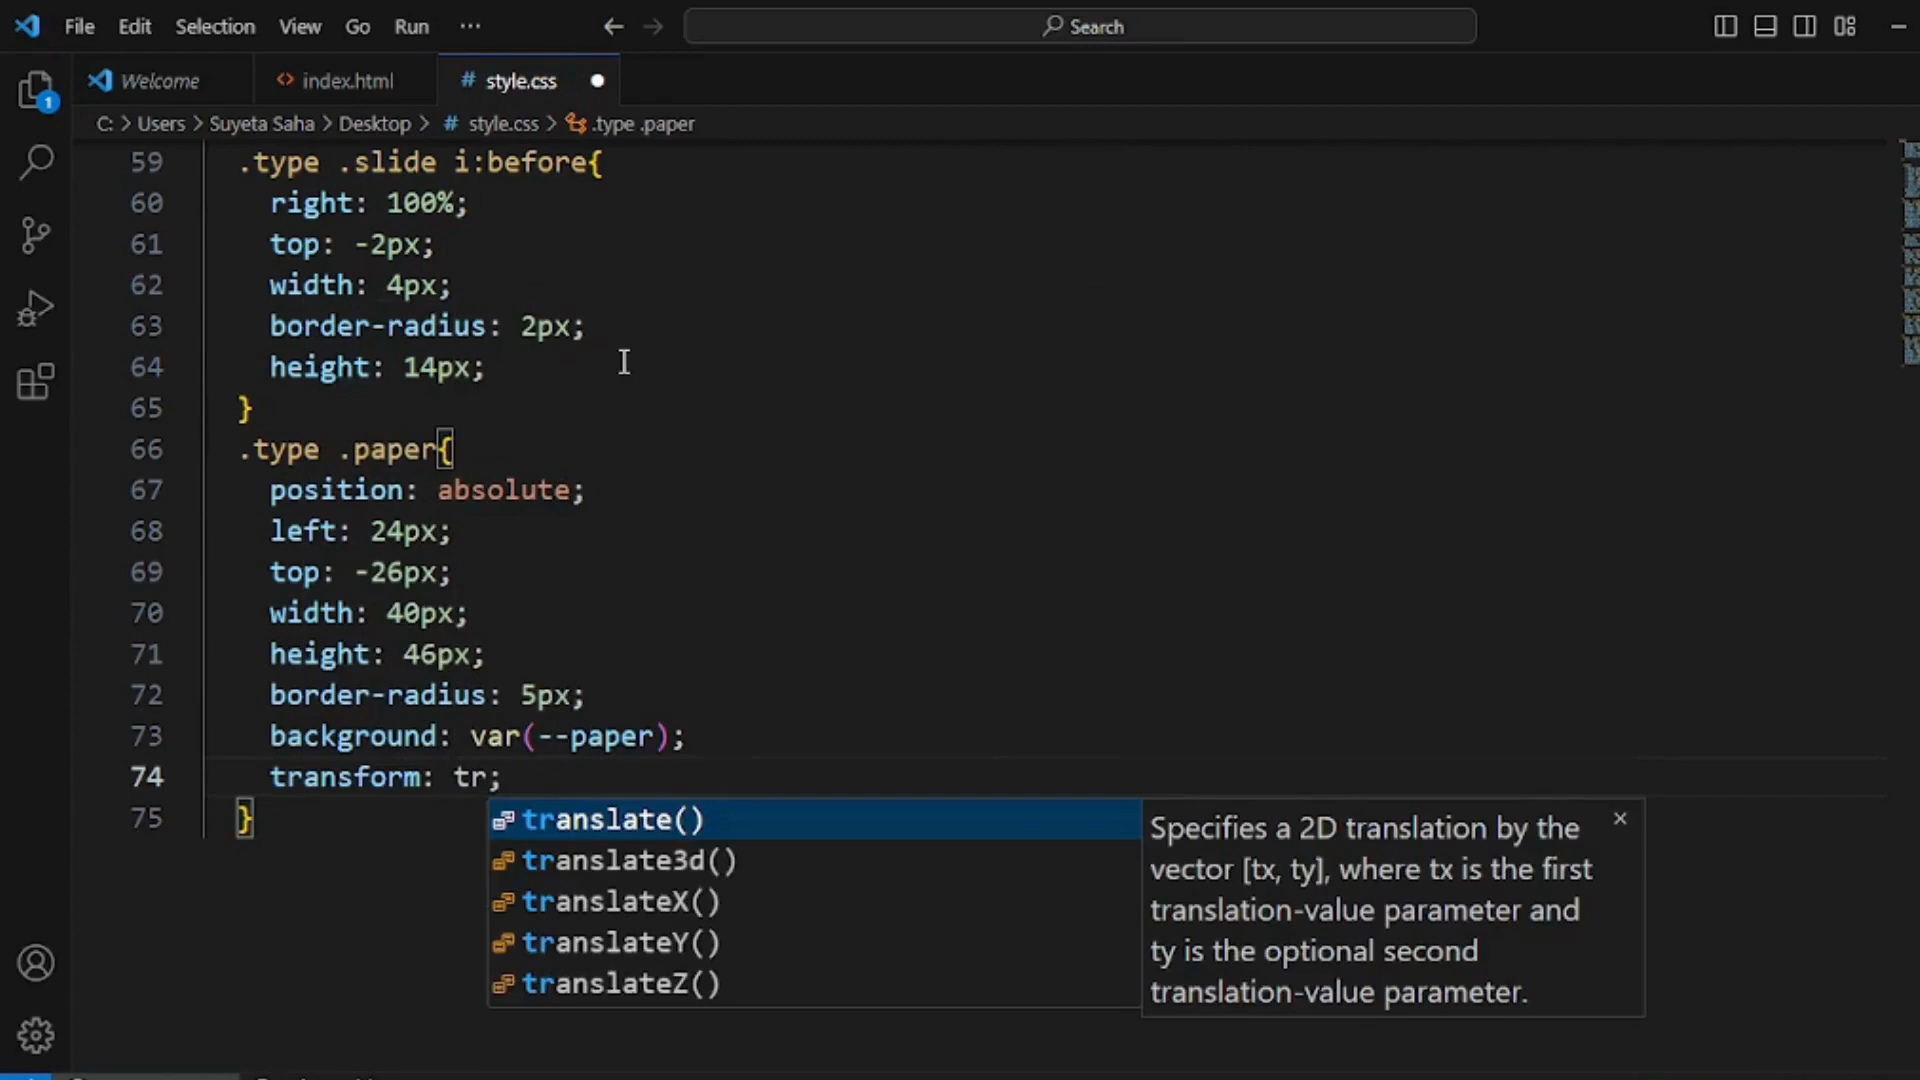 File Edit Selection View Go Run ··· Search
1
Welcome index.html # style.css
C: > Users > Suyeta Saha > Desktop > # style.css > .type .paper
59 .type .slide i:before{
60 right: 100%;
61 top: -2px;
62 width: 4px;
63 border-radius: 2px;
64 height: 14px;
65 }
66 .type .paper{
67 position: absolute;
68 left: 24px;
69 top: -26px;
70 width: 40px;
71 height: 46px;
72 border-radius: 5px;
73 background: var(--paper);
74 transform: tr;
75 }
translate()
translate3d()
translateX()
translateY()
translateZ()
Specifies a 2D translation by the
vector [tx, ty], where tx is the first
translation-value parameter and
ty is the optional second
translation-value parameter.